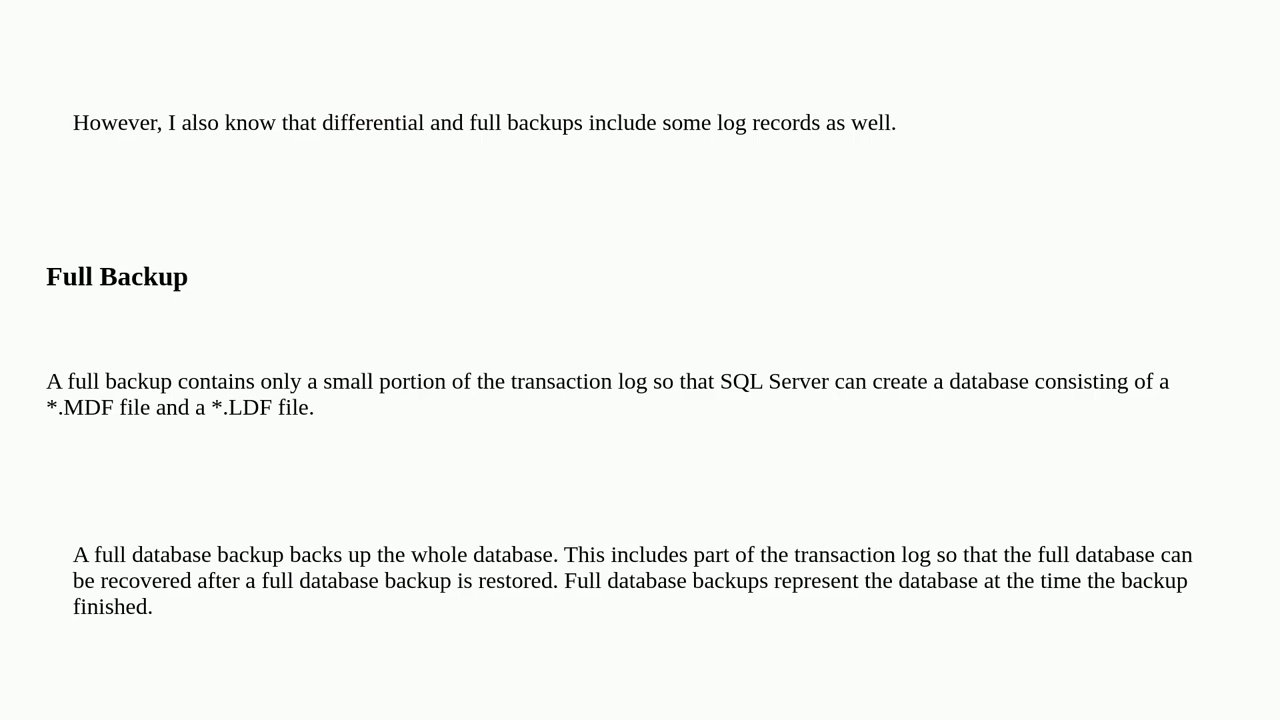 However, I also know that differential and full backups include some log records as well.
Full Backup
A full backup contains only a small portion of the transaction log so that SQL Server can create a database consisting of a
*.MDF file and a *.LDF file.
A full database backup backs up the whole database. This includes part of the transaction log so that the full database can
be recovered after a full database backup is restored. Full database backups represent the database at the time the backup
finished.